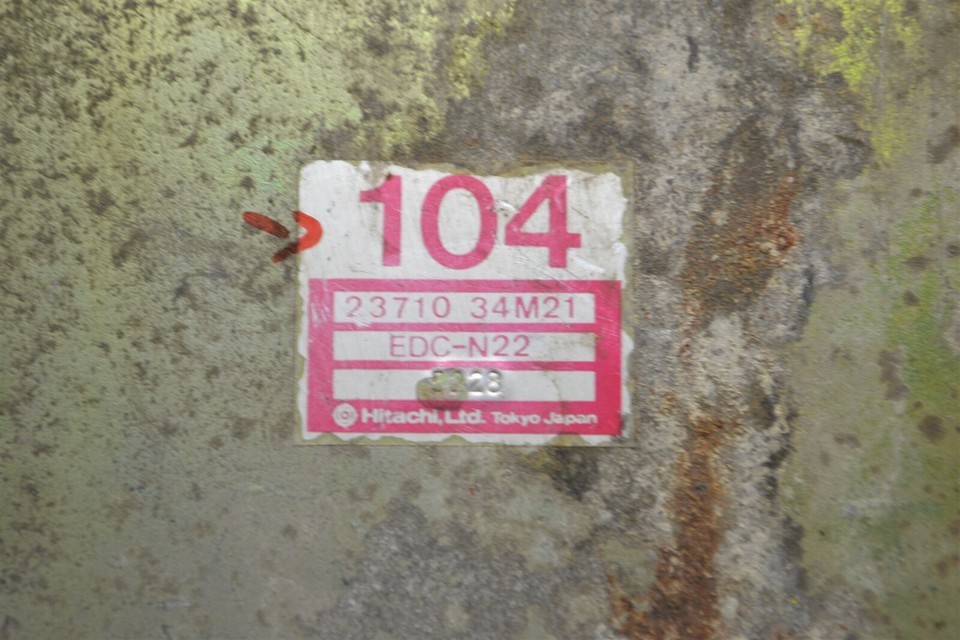 104
23710 34M21
EDC-N22
Hitachi, Ltd. Tokyo Japan